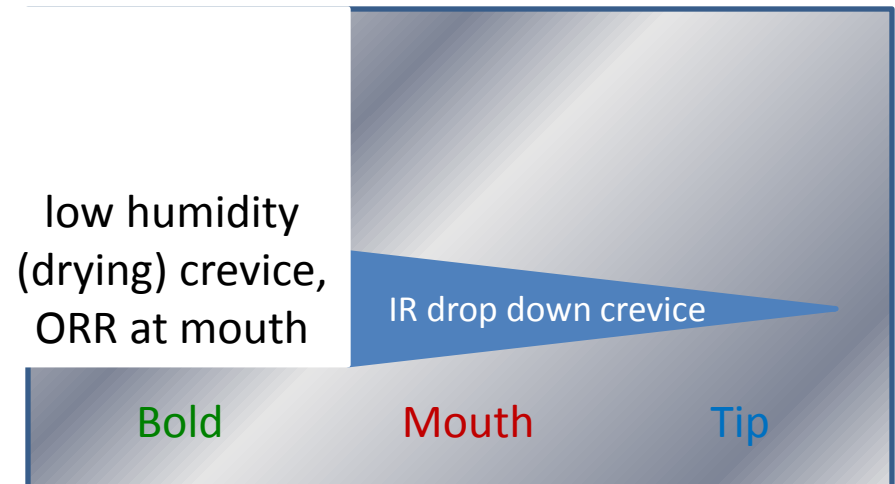 low humidity
(drying) crevice,
ORR at mouth
IR drop down crevice
Bold Mouth Tip